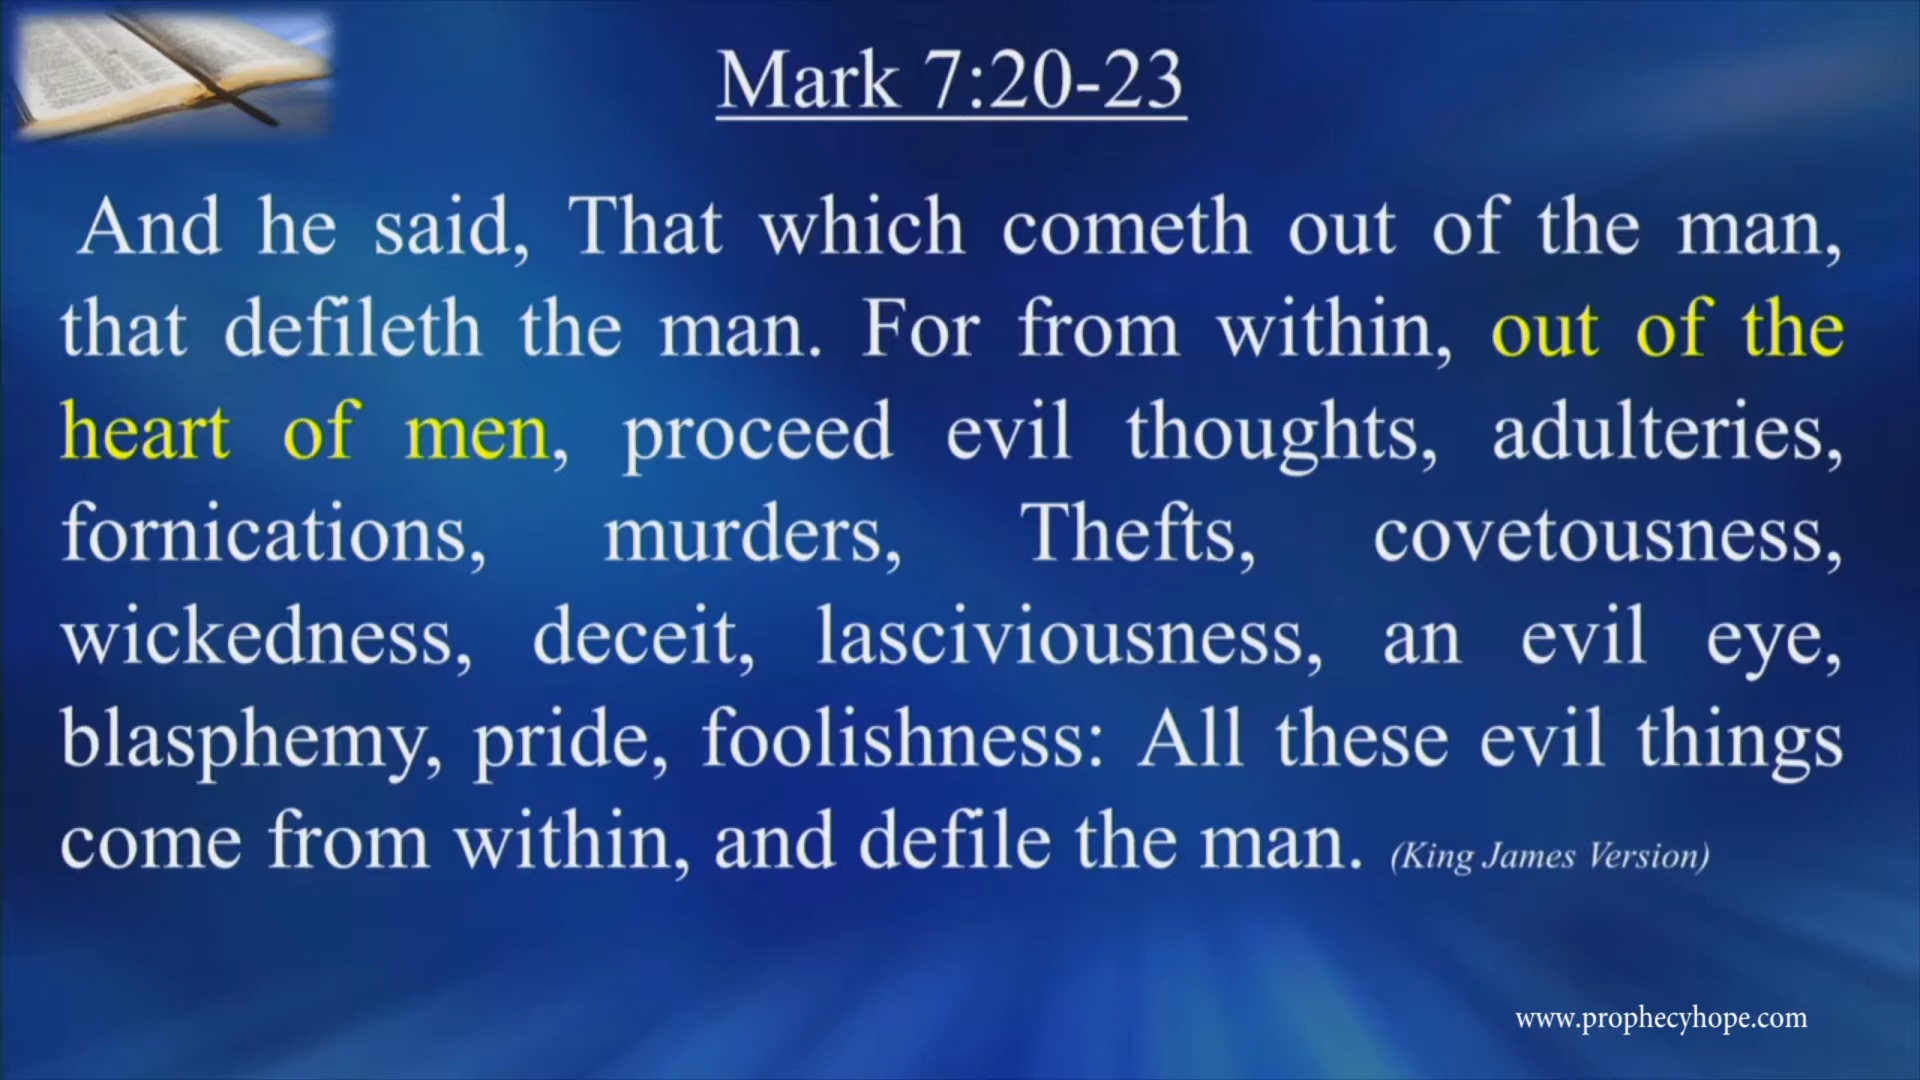 Mark 7:20-23
And he said, That which cometh out of the man,
that defileth the man. For from within, out of the
heart of men, proceed evil thoughts, adulteries,
fornications, murders, Thefts, covetousness,
wickedness, deceit, lasciviousness, an evil eye,
blasphemy, pride, foolishness: All these evil things
come from within, and defile the man. (King James Version)
www.prophecyhope.com